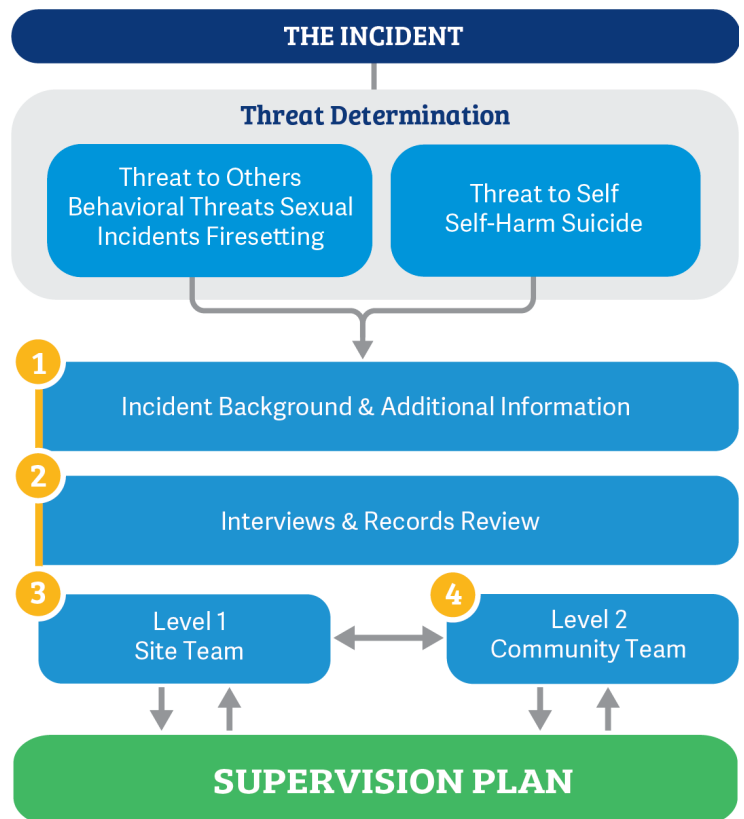 THE INCIDENT
Threat Determination
Threat to Others
Behavioral Threats Sexual
Incidents Firesetting
Threat to Self
Self-Harm Suicide
1
Incident Background & Additional Information
2
Interviews & Records Review
3
Level 1
Site Team
4
Level 2
Community Team
SUPERVISION PLAN